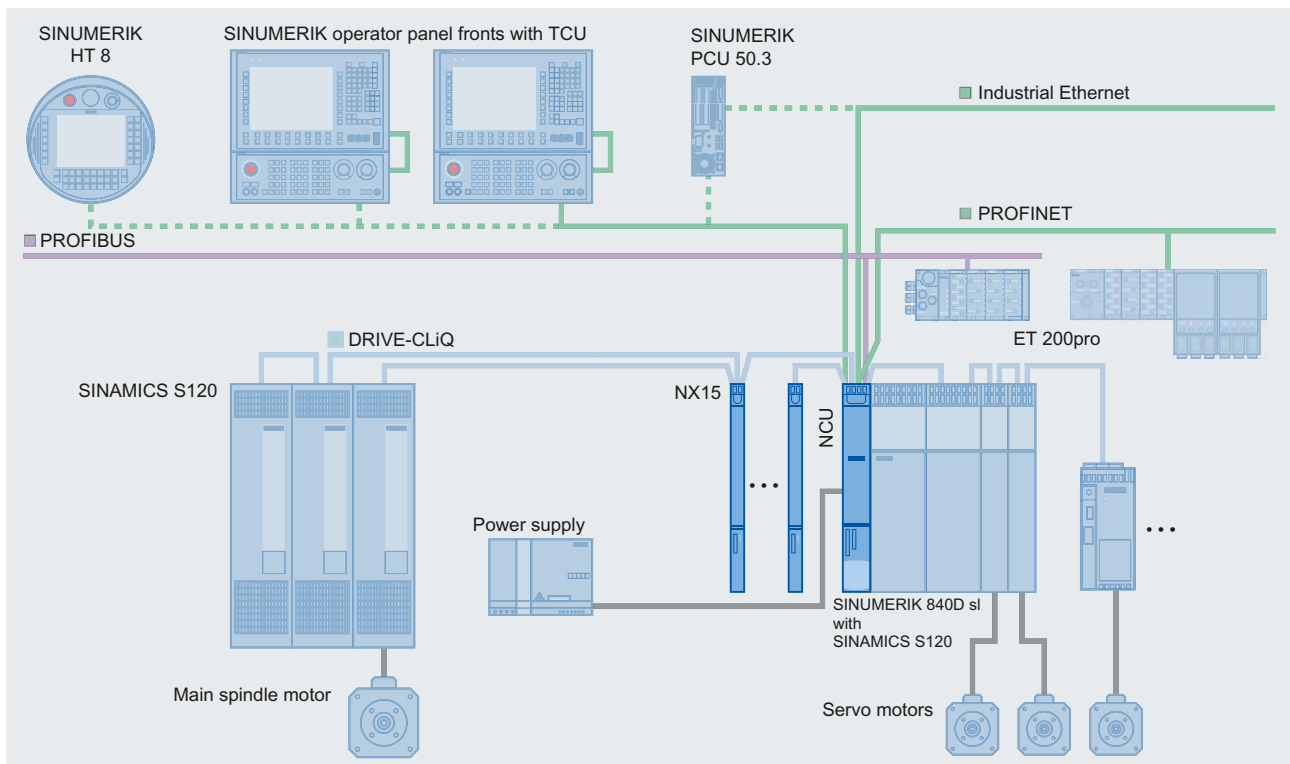 SINUMERIK
HT 8
SINUMERIK operator panel fronts with TCU
SINUMERIK
PCU 50.3
Industrial Ethernet
PROFINET
PROFIBUS
ET 200pro
DRIVE-CLiQ
SINAMICS S120
NX15
NCU
...
...
Power supply
SINUMERIK 840D sl
with
SINAMICS S120
Main spindle motor
Servo motors